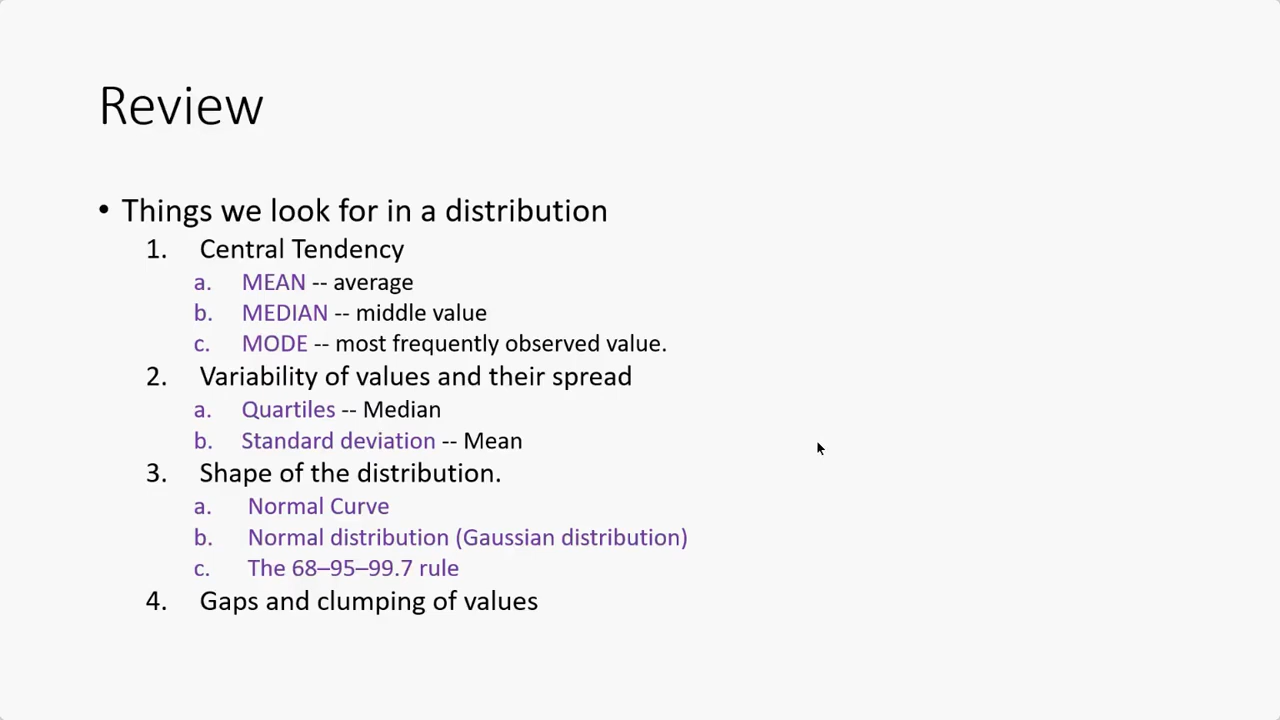 Review
• Things we look for in a distribution
1. Central Tendency
a. MEAN -- average
b. MEDIAN -- middle value
c. MODE -- most frequently observed value.
2. Variability of values and their spread
a. Quartiles -- Median
b. Standard deviation -- Mean
3. Shape of the distribution.
a. Normal Curve
b. Normal distribution (Gaussian distribution)
c. The 68–95–99.7 rule
4. Gaps and clumping of values